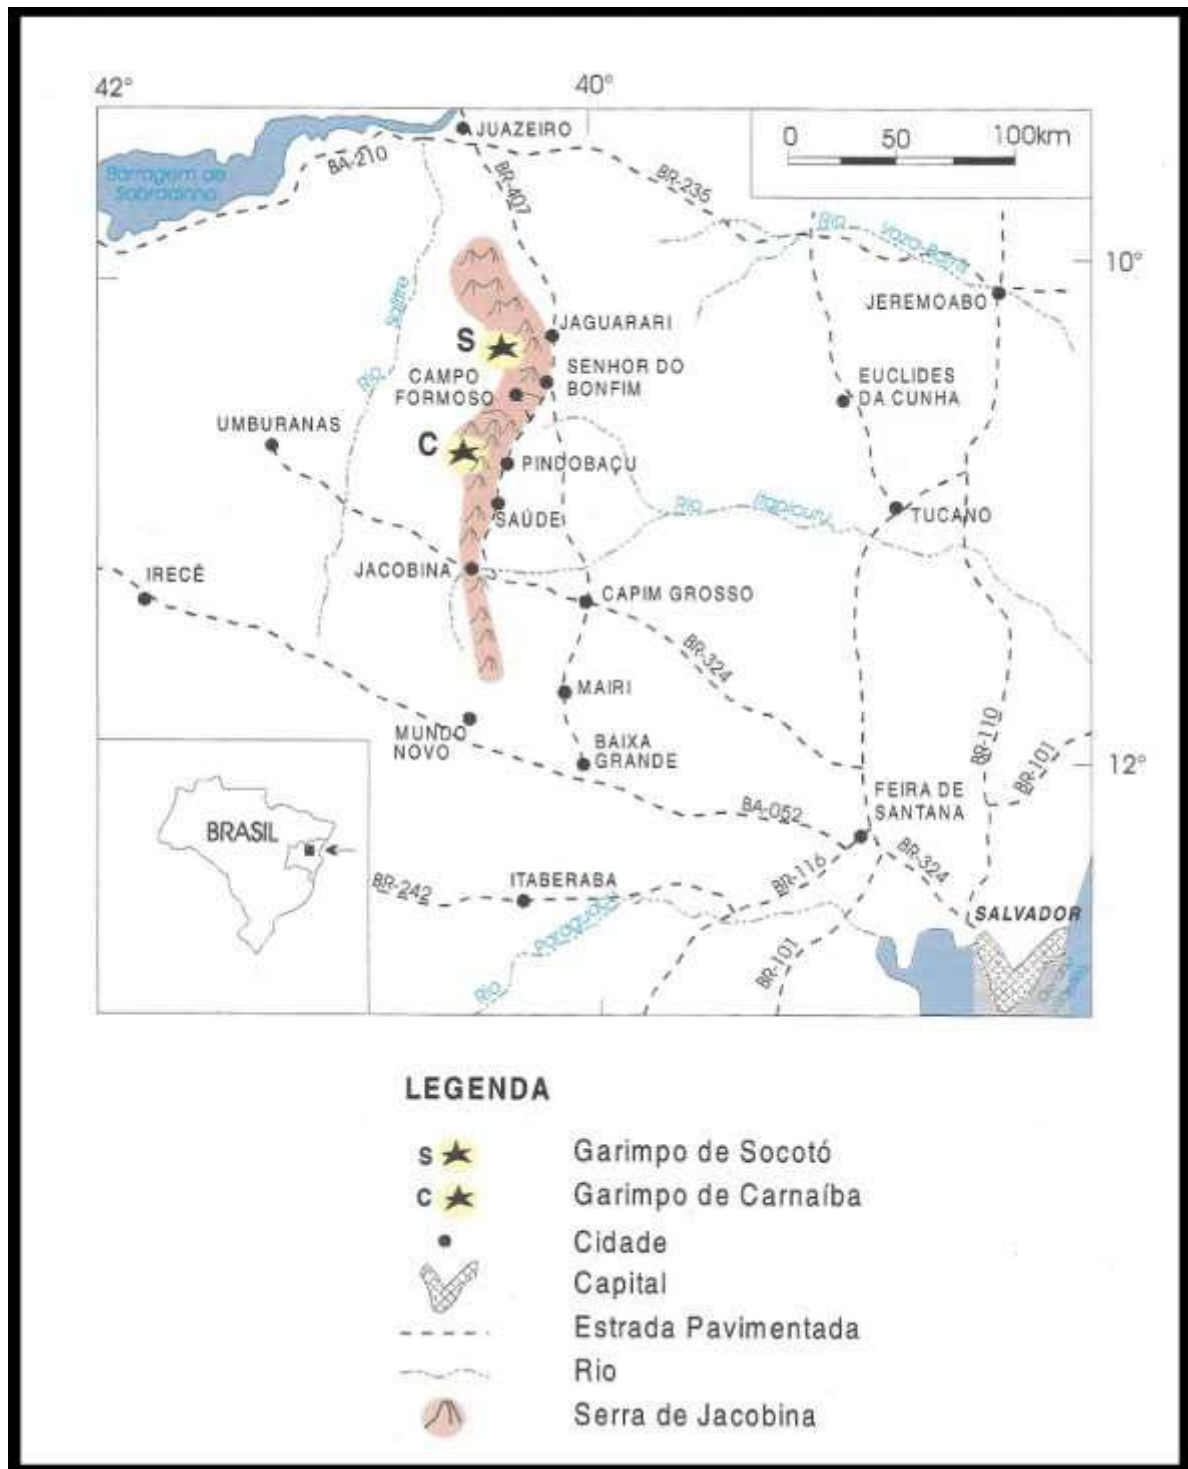 42°
40°
0 50 100km
JUAZEIRO
BA-210
Barragem de
Sobradinho
BR-407
BR-235
Rio Vaza-Barris
10°
JEREMOABO
Rio Salitre
JAGUARARI
S
SENHOR DO
BONFIM
CAMPO
FORMOSO
EUCLIDES
DA CUNHA
UMBURANAS
C
PINDOBAÇU
Rio Itapicuru
SAÚDE
TUCANO
IRECÊ
JACOBINA
CAPIM GROSSO
BR-324
MAIRI
MUNDO
NOVO
BAIXA
GRANDE
BR-110
BR-101
12°
FEIRA DE
SANTANA
BA-052
BRASIL
BR-116
BR-324
BR-242
ITABERABA
Rio Paraguaçu
SALVADOR
BR-101
LEGENDA
S Garimpo de Socotó
C Garimpo de Carnaíba
Cidade
Capital
Estrada Pavimentada
Rio
Serra de Jacobina